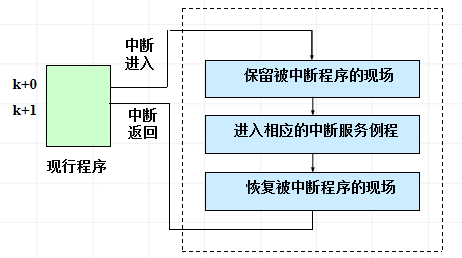 中断
进入
k+0
k+1
现行程序
中断
返回
保留被中断程序的现场
进入相应的中断服务例程
恢复被中断程序的现场